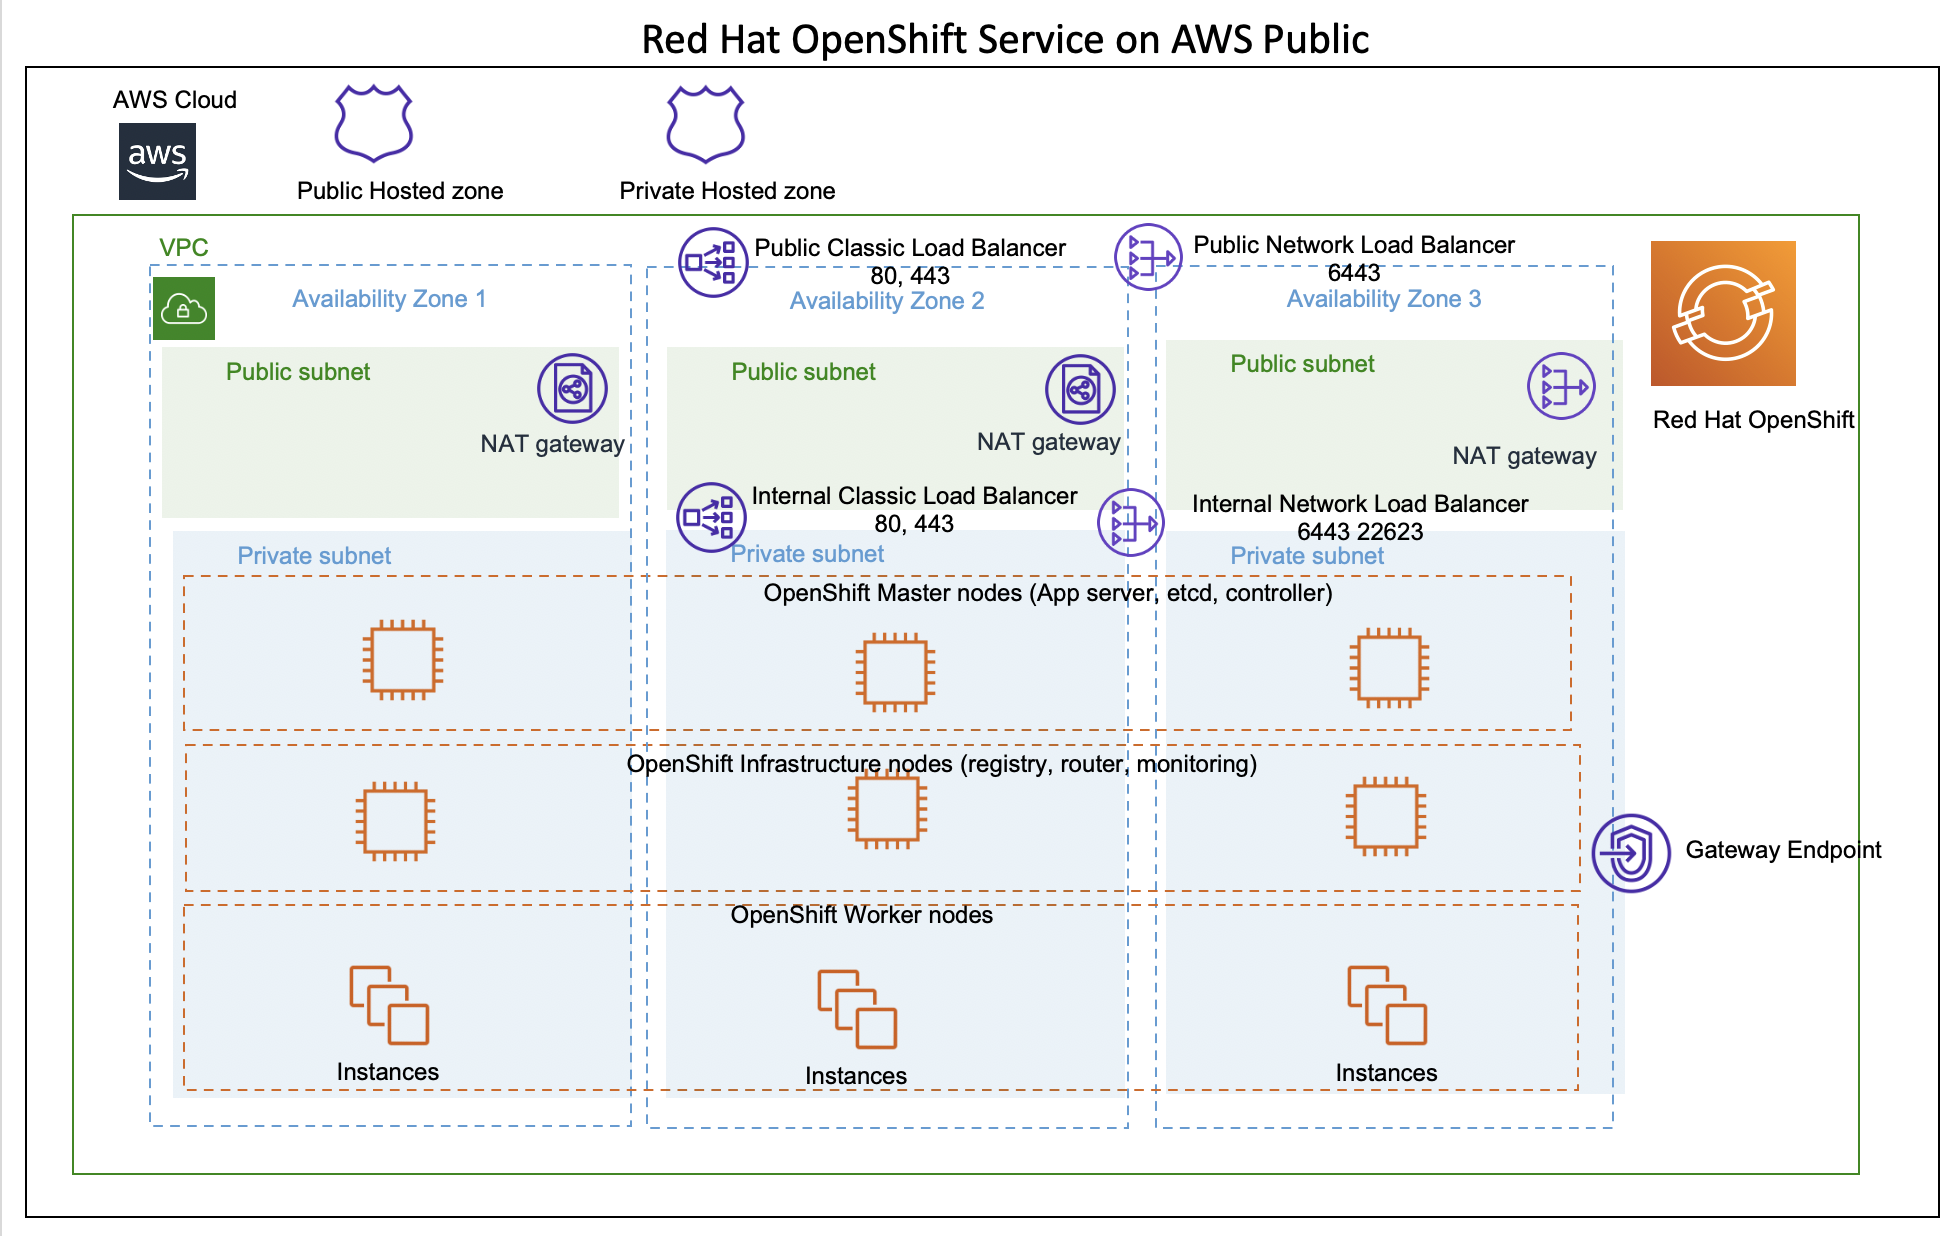 Red Hat OpenShift Service on AWS Public
AWS Cloud
aws
Public Hosted zone
Private Hosted zone
VPC
Public Classic Load Balancer
80, 443
Public Network Load Balancer
6443
Availability Zone 1
Availability Zone 2
Availability Zone 3
Public subnet
Public subnet
Public subnet
Red Hat OpenShift
NAT gateway
NAT gateway
NAT gateway
Internal Classic Load Balancer
80, 443
Internal Network Load Balancer
6443 22623
Private subnet
Private subnet
Private subnet
OpenShift Master nodes (App server, etcd, controller)
OpenShift Infrastructure nodes (registry, router, monitoring)
Gateway Endpoint
OpenShift Worker nodes
Instances
Instances
Instances